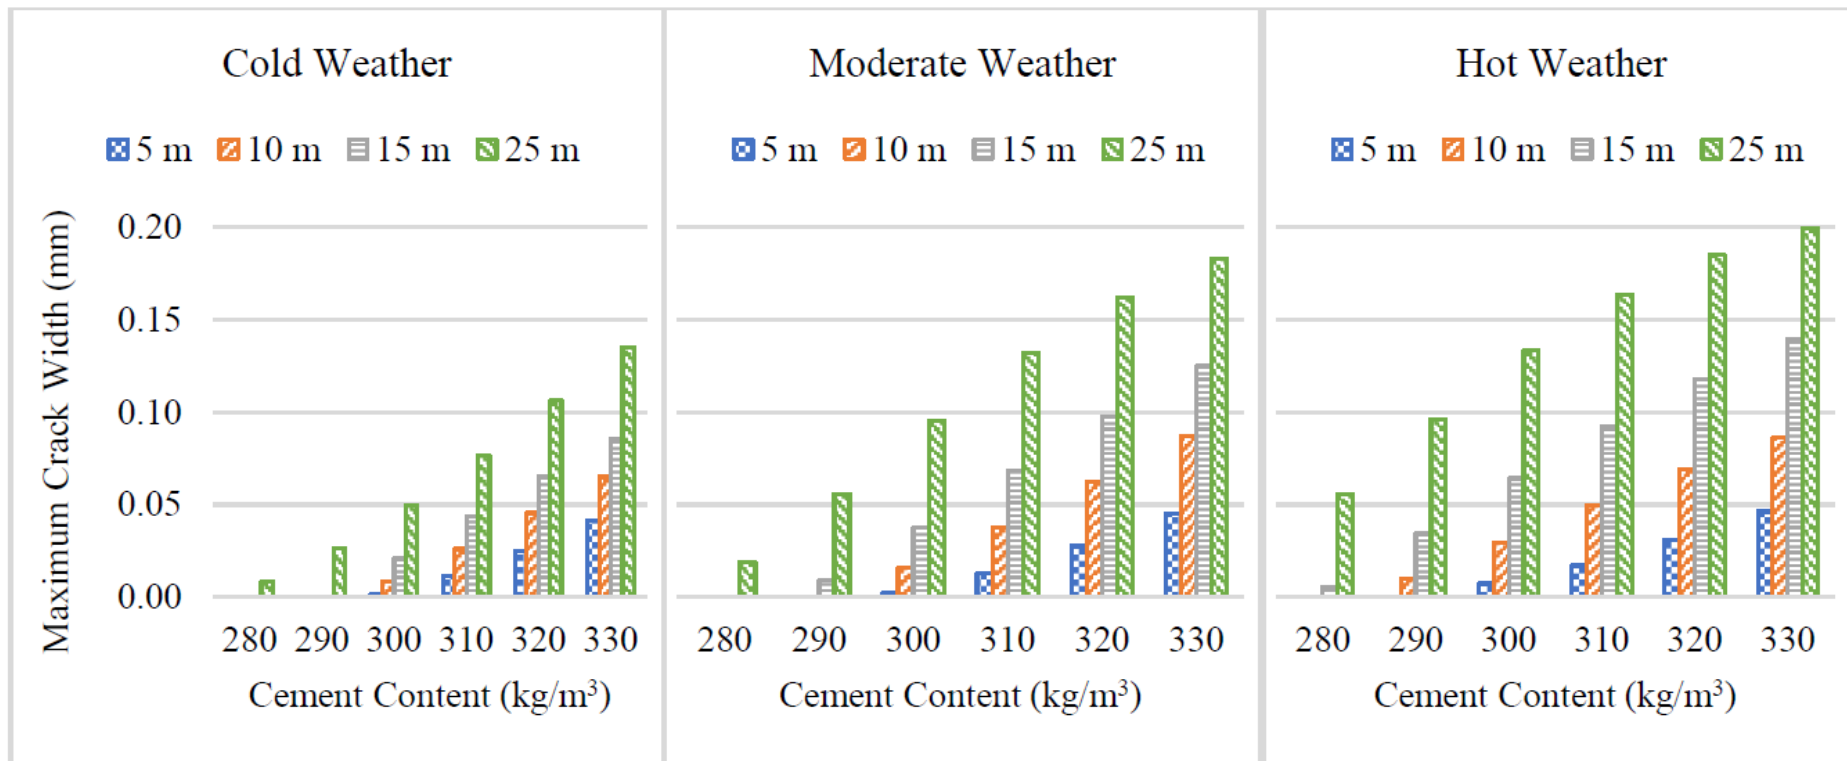 Cold Weather
5 m 10 m 15 m 25 m
Maximum Crack Width (mm)
0.20
0.15
0.10
0.05
0.00
280 290 300 310 320 330
Cement Content (kg/m³)
Moderate Weather
5 m 10 m 15 m 25 m
280 290 300 310 320 330
Cement Content (kg/m³)
Hot Weather
5 m 10 m 15 m 25 m
280 290 300 310 320 330
Cement Content (kg/m³)